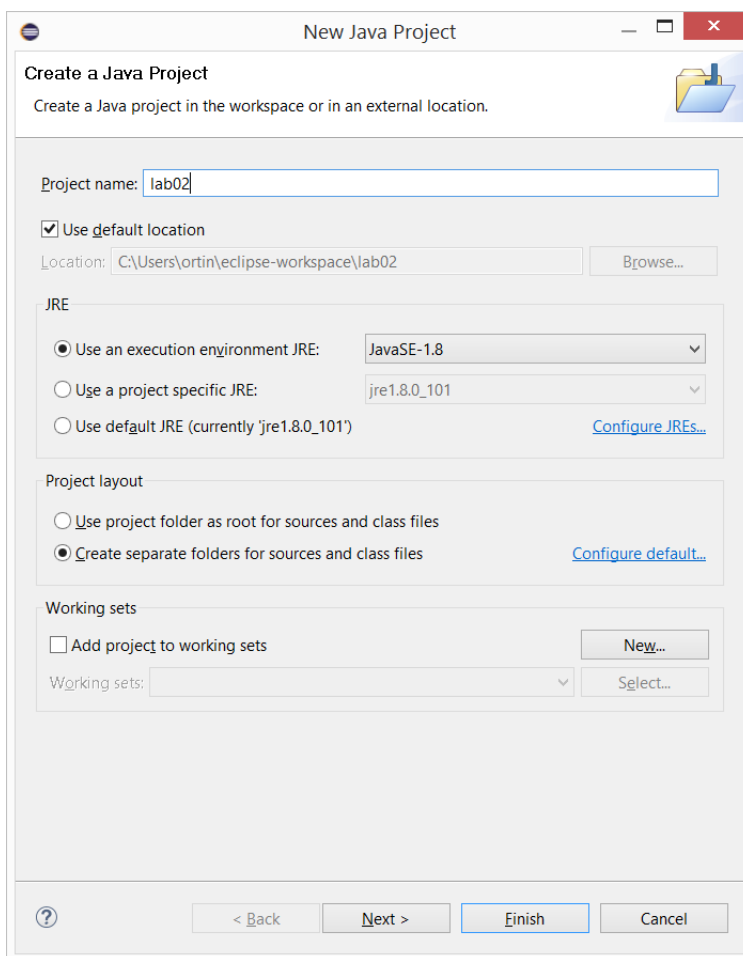 New Java Project
Create a Java Project
Create a Java project in the workspace or in an external location.
Project name: lab02
Use default location
Location: C:\Users\ortin\eclipse-workspace\lab02 Browse...
JRE
Use an execution environment JRE: JavaSE-1.8
Use a project specific JRE: jre1.8.0_101
Use default JRE (currently 'jre1.8.0_101') Configure JREs...
Project layout
Use project folder as root for sources and class files
Create separate folders for sources and class files Configure default...
Working sets
Add project to working sets New...
Working sets: Select...
? < Back Next > Finish Cancel